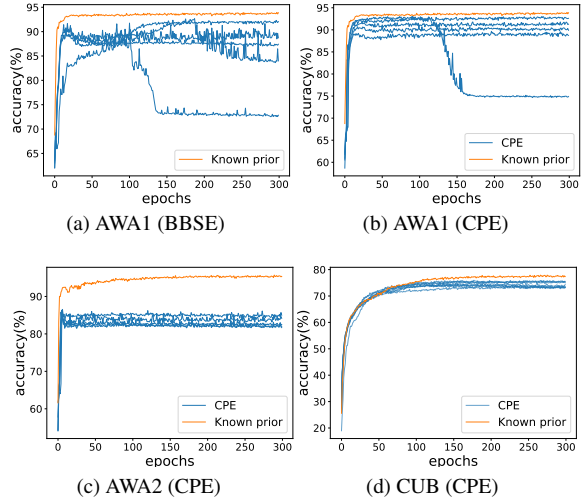 95
90
85
80
75
70
65
accuracy(%)
Known prior
0 50 100 150 200 250 300
epochs
(a) AWA1 (BBSE)
95
90
85
80
75
70
65
60
accuracy(%)
CPE
Known prior
0 50 100 150 200 250 300
epochs
(b) AWA1 (CPE)
90
80
70
60
accuracy(%)
CPE
Known prior
0 50 100 150 200 250 300
epochs
(c) AWA2 (CPE)
80
70
60
50
40
30
20
accuracy(%)
CPE
Known prior
0 50 100 150 200 250 300
epochs
(d) CUB (CPE)